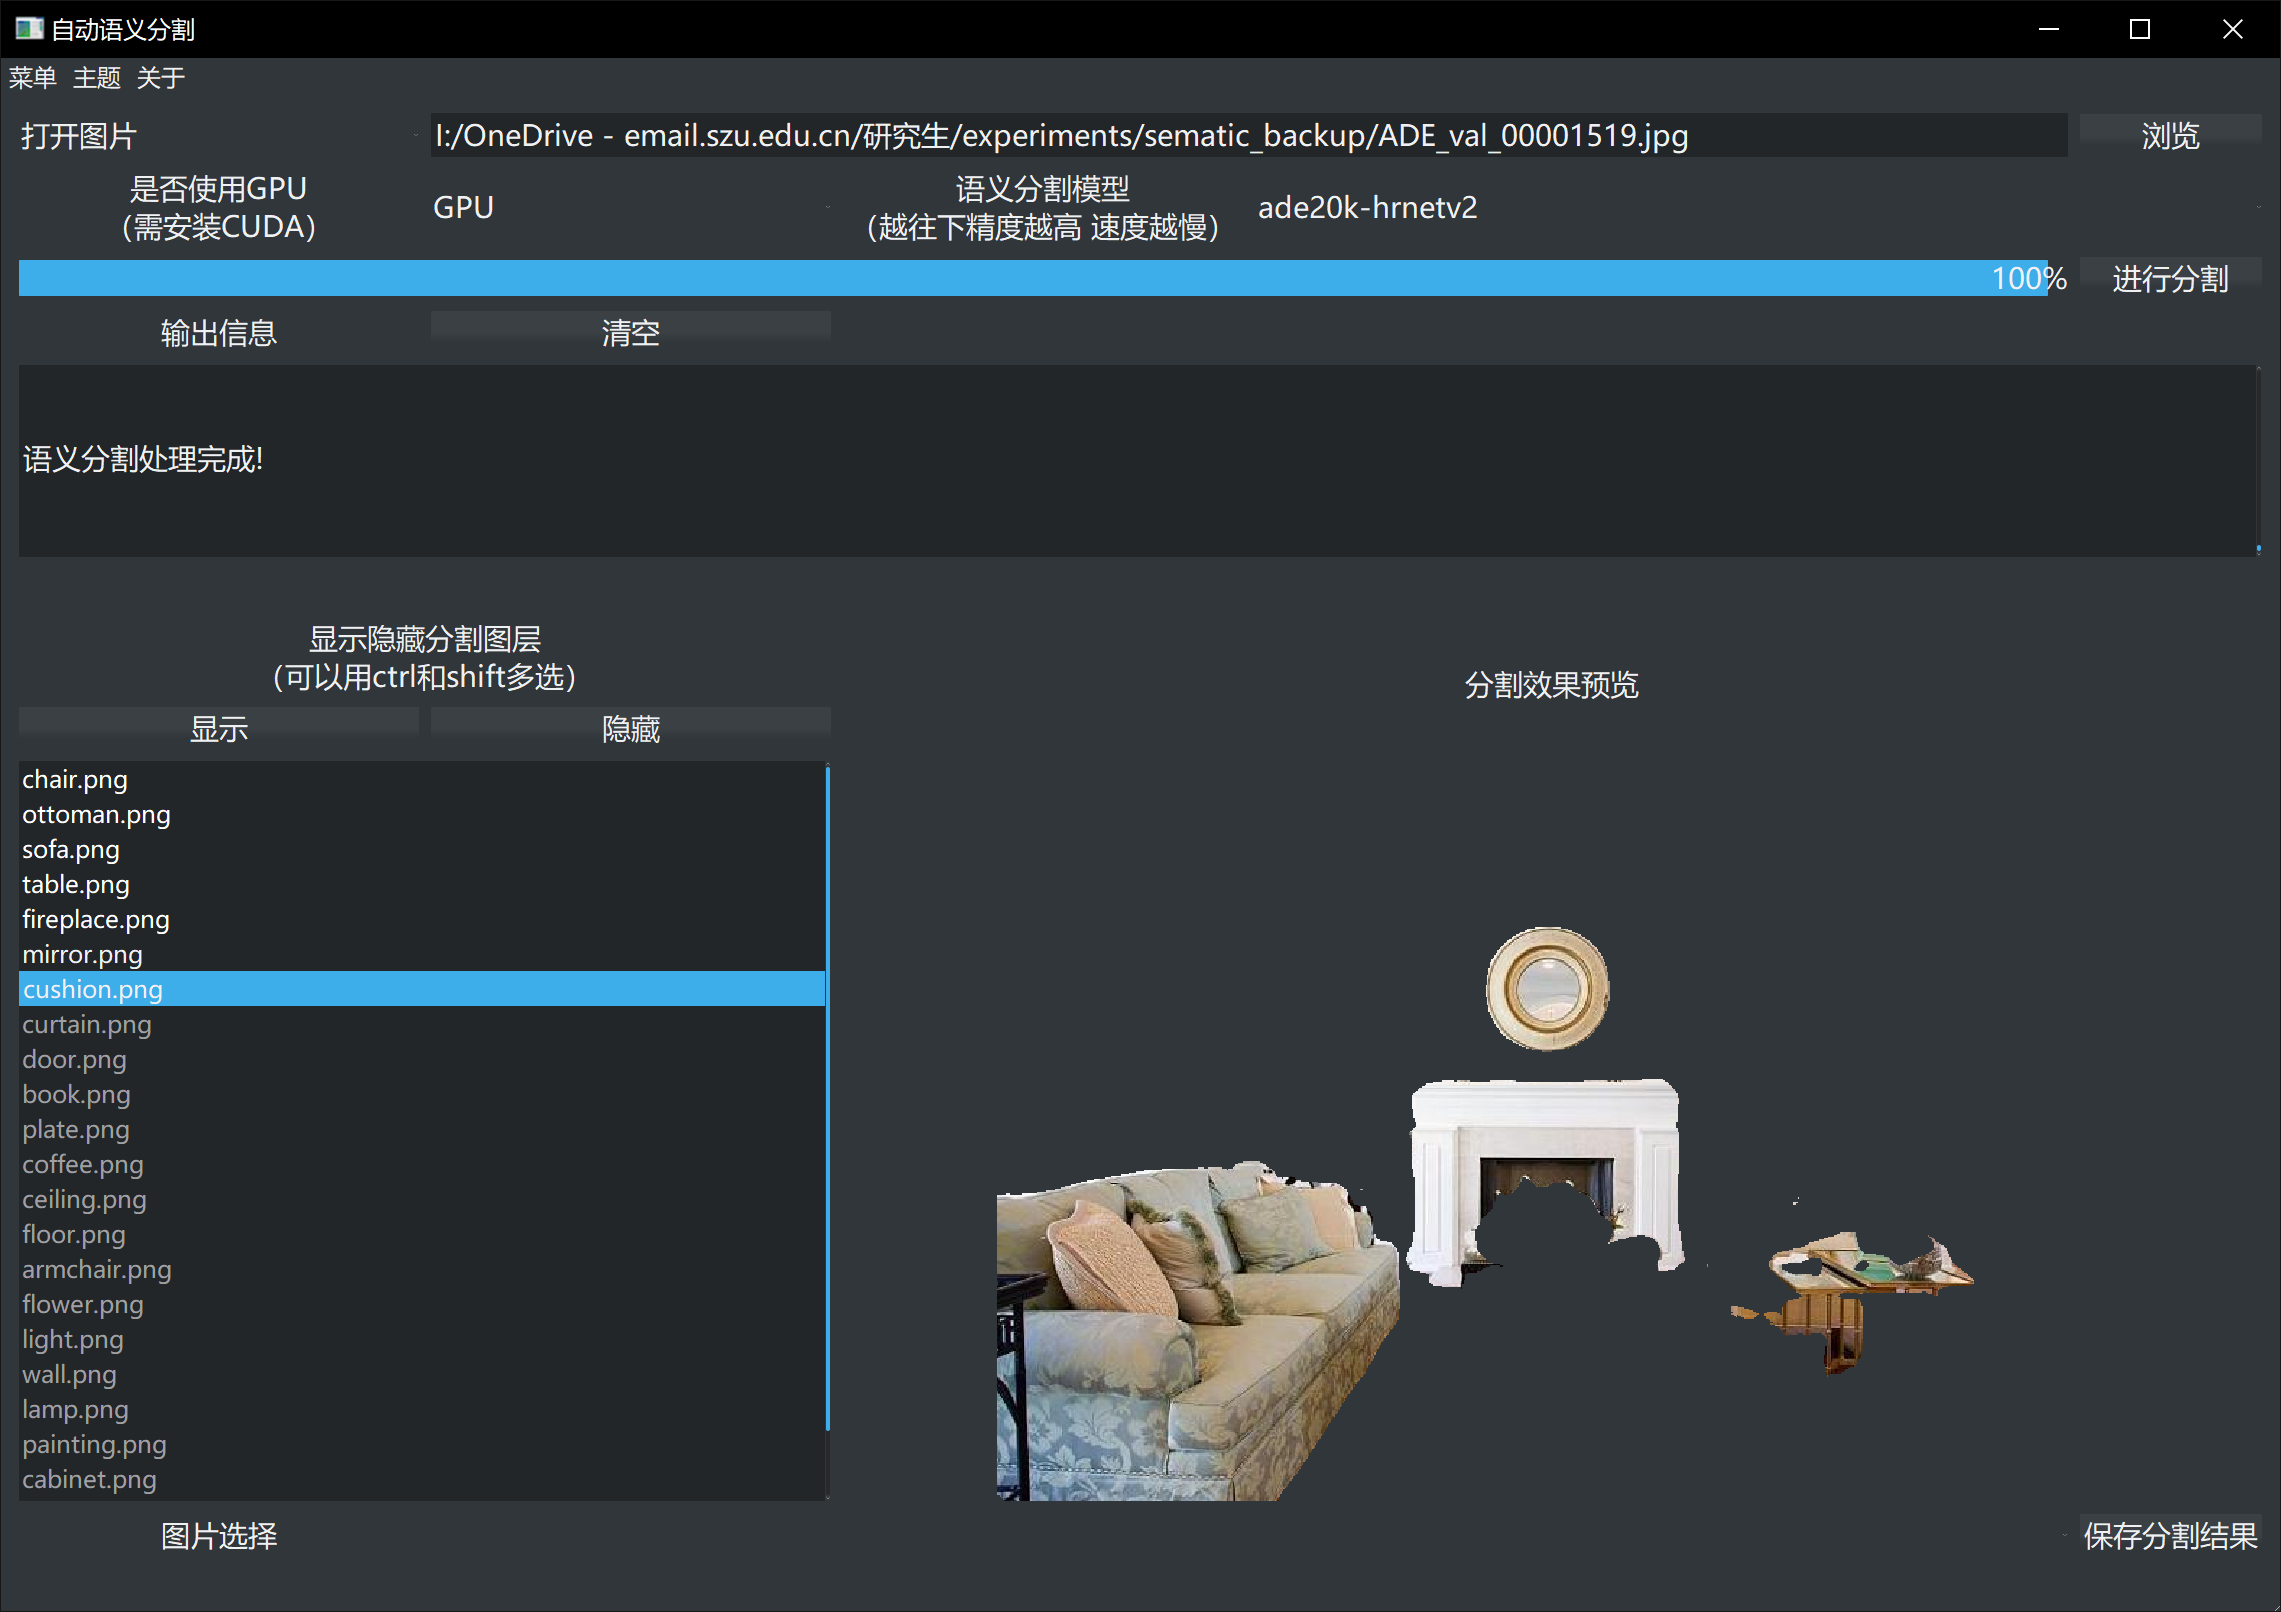 自动语义分割
菜单 主题 关于
打开图片 I:/OneDrive - email.szu.edu.cn/研究生/experiments/sematic_backup/ADE_val_00001519.jpg 浏览
是否使用GPU
（需安装CUDA）
GPU
语义分割模型
（越往下精度越高 速度越慢）
ade20k-hrnetv2
100% 进行分割
输出信息 清空
语义分割处理完成!
显示隐藏分割图层
（可以用ctrl和shift多选）
分割效果预览
显示 隐藏
chair.png
ottoman.png
sofa.png
table.png
fireplace.png
mirror.png
cushion.png
curtain.png
door.png
book.png
plate.png
coffee.png
ceiling.png
floor.png
armchair.png
flower.png
light.png
wall.png
lamp.png
painting.png
cabinet.png
图片选择 保存分割结果